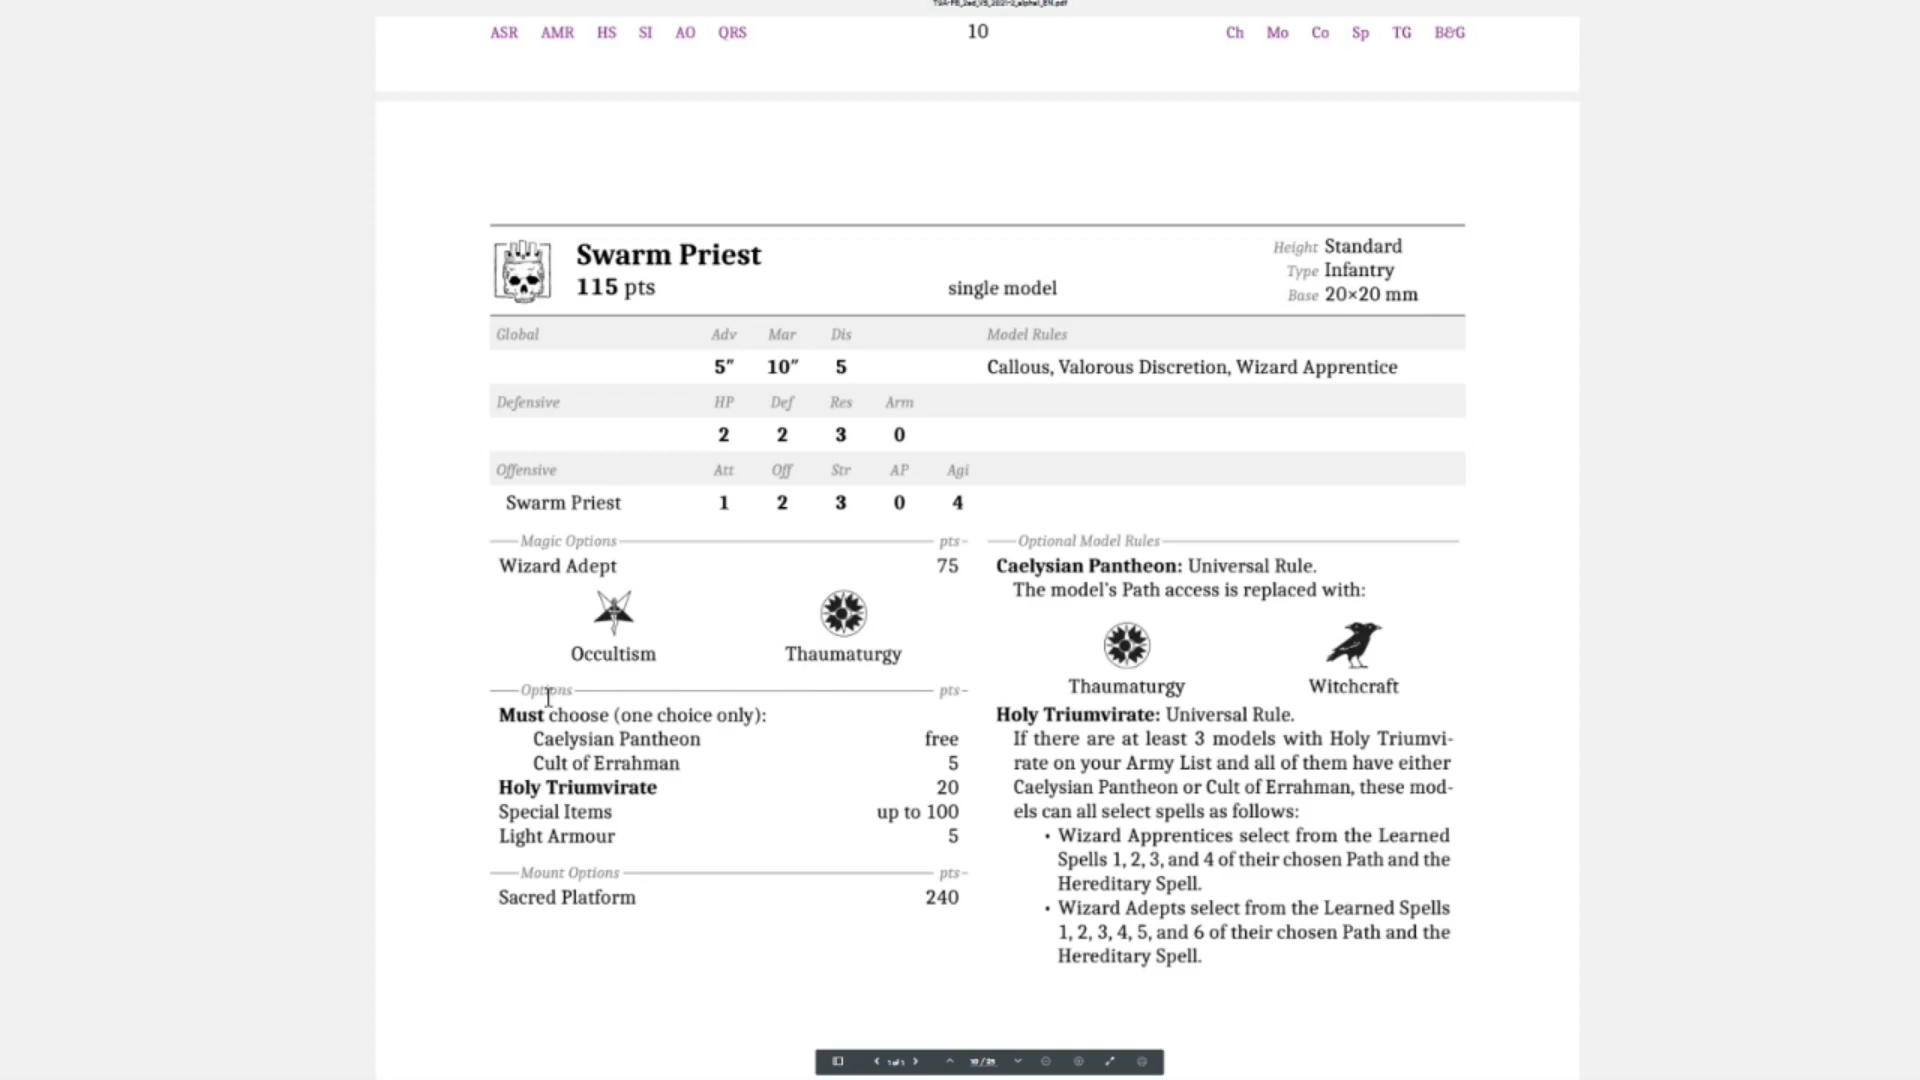 ASR AMR HS SI AO QRS 10 Ch Mo Co Sp TG B&G
Swarm Priest
115 pts single model
Height Standard
Type Infantry
Base 20×20 mm
Global Adv Mar Dis Model Rules
5″ 10″ 5 Callous, Valorous Discretion, Wizard Apprentice
Defensive HP Def Res Arm
2 2 3 0
Offensive Att Off Str AP Agi
Swarm Priest 1 2 3 0 4
Magic Options pts
Wizard Adept 75
Occultism Thaumaturgy
Options pts
Must choose (one choice only):
Caelysian Pantheon free
Cult of Errahman 5
Holy Triumvirate 20
Special Items up to 100
Light Armour 5
Mount Options pts
Sacred Platform 240
Optional Model Rules
Caelysian Pantheon: Universal Rule.
The model's Path access is replaced with:
Thaumaturgy Witchcraft
Holy Triumvirate: Universal Rule.
If there are at least 3 models with Holy Triumvi-
rate on your Army List and all of them have either
Caelysian Pantheon or Cult of Errahman, these mod-
els can all select spells as follows:
• Wizard Apprentices select from the Learned
Spells 1, 2, 3, and 4 of their chosen Path and the
Hereditary Spell.
• Wizard Adepts select from the Learned Spells
1, 2, 3, 4, 5, and 6 of their chosen Path and the
Hereditary Spell.